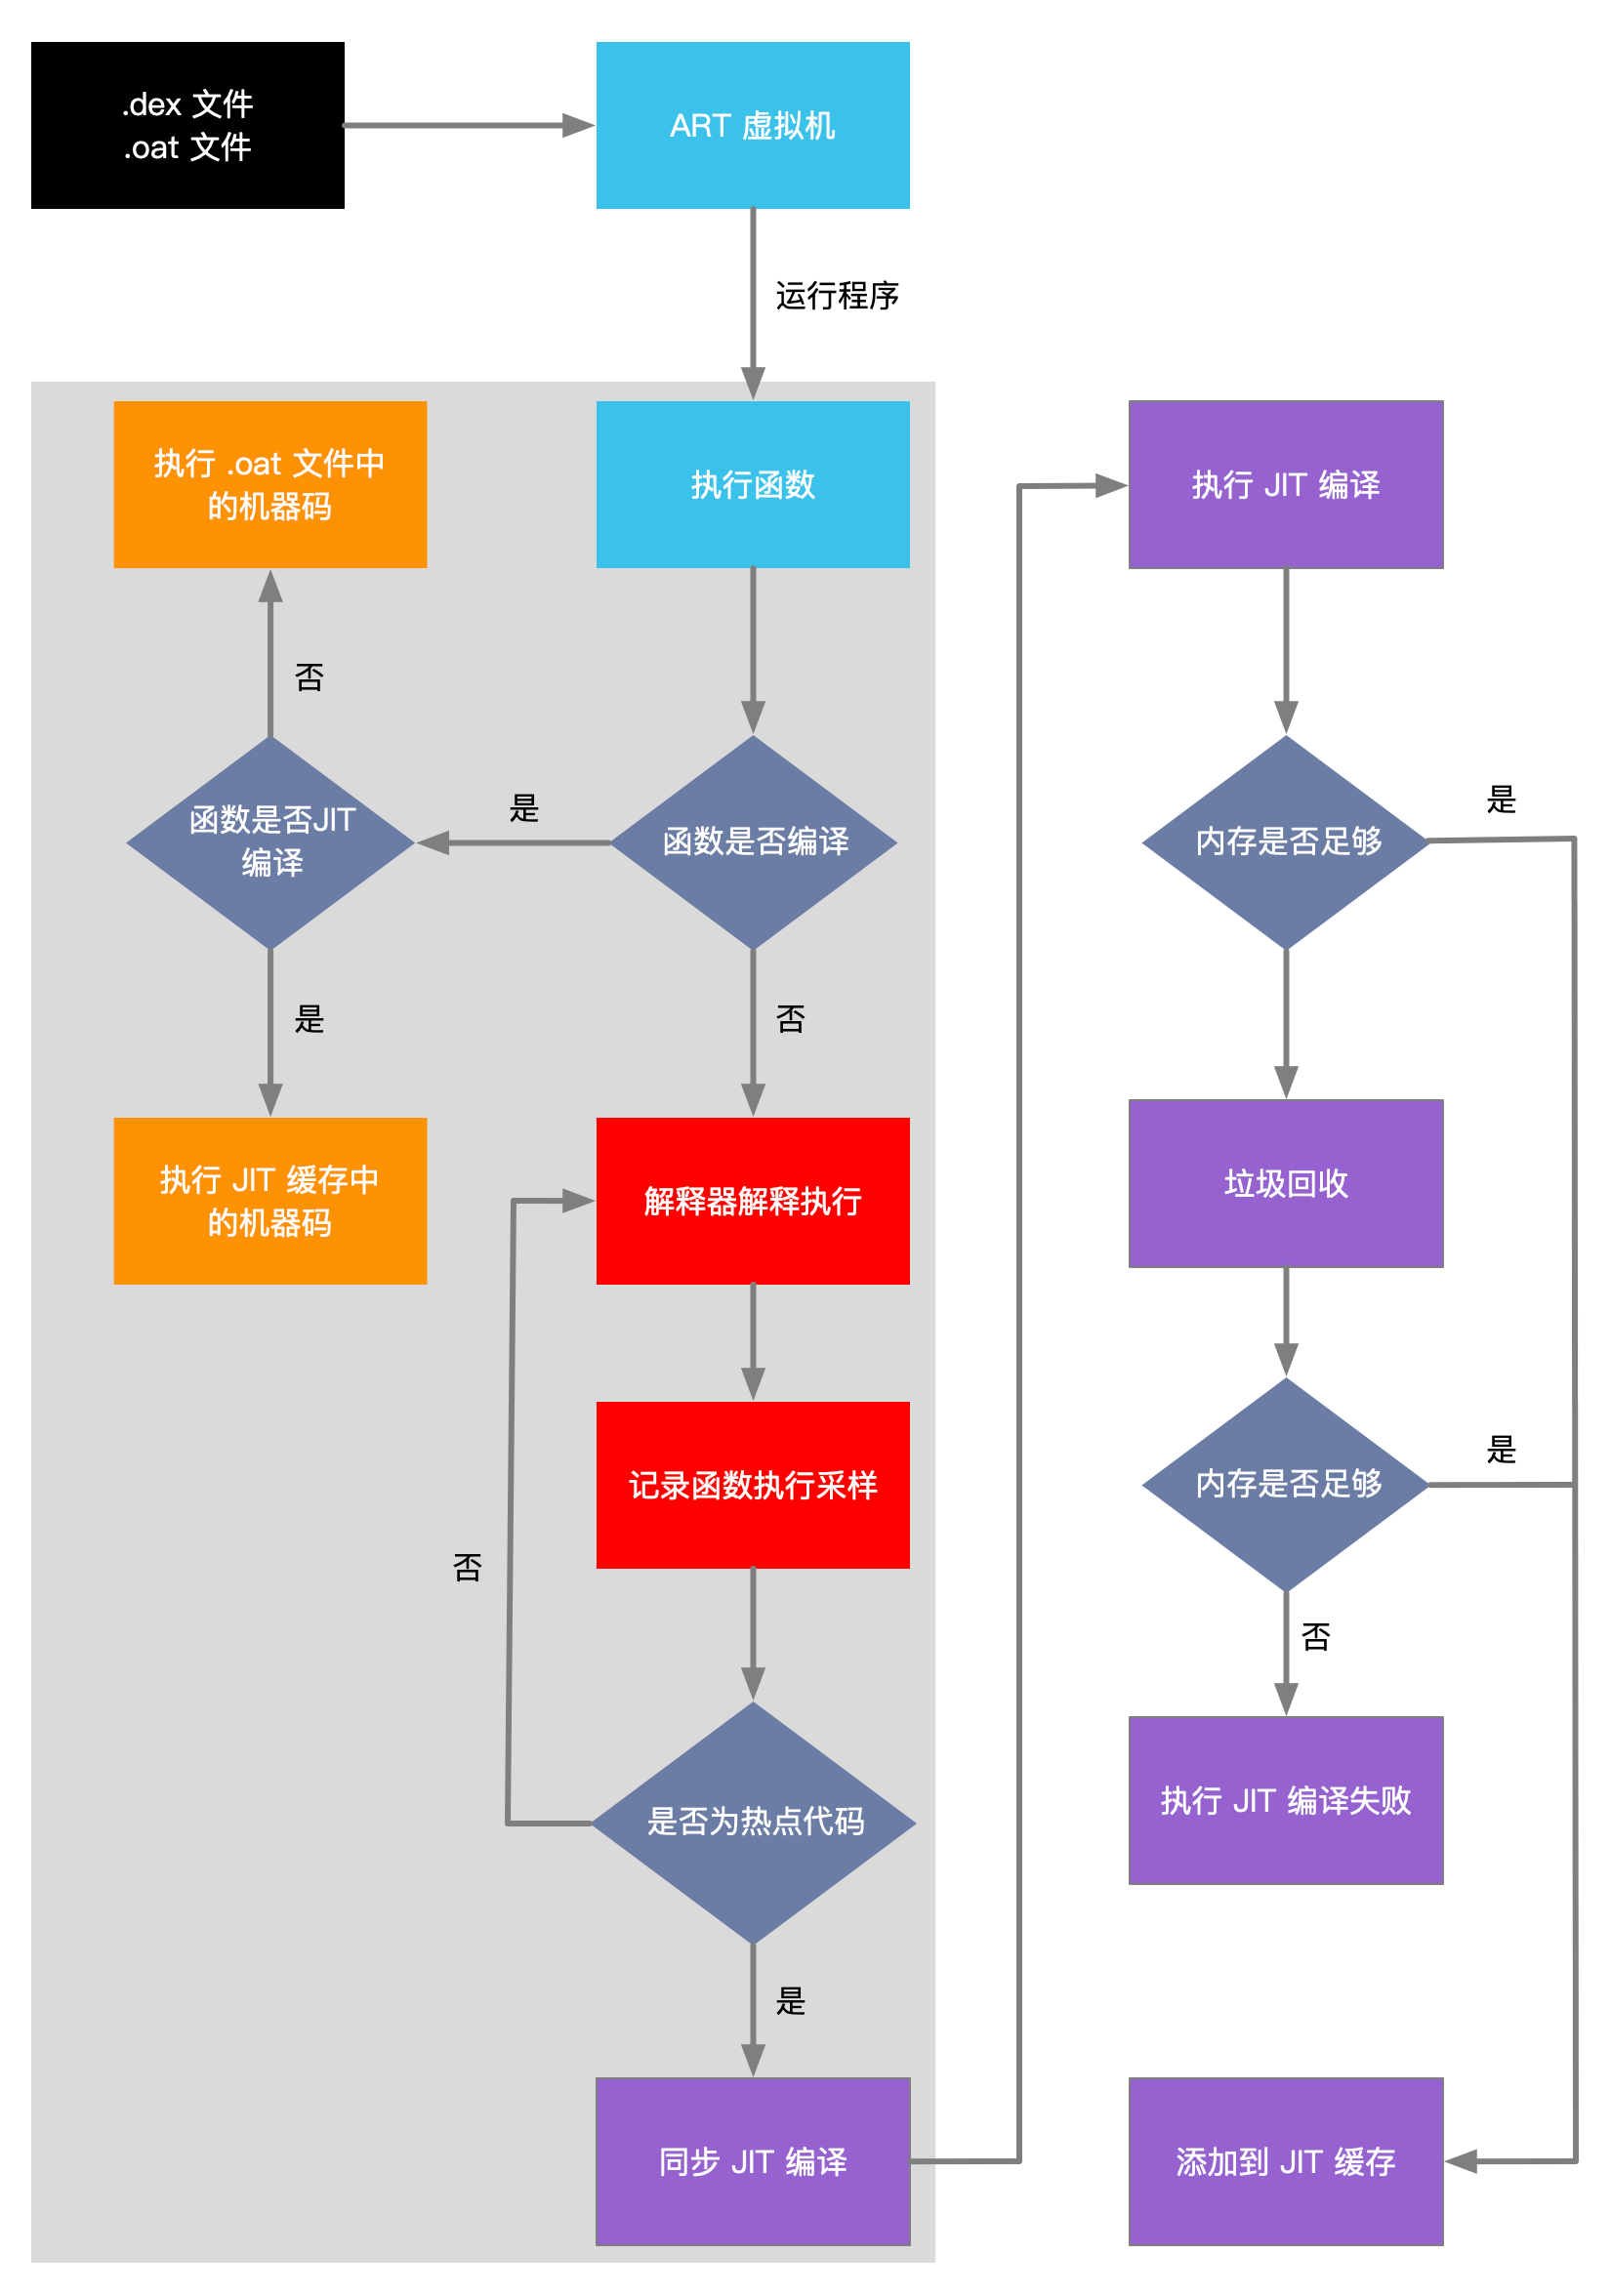 .dex 文件
.oat 文件
ART 虚拟机
运行程序
执行 .oat 文件中
的机器码
执行函数
执行 JIT 编译
否
函数是否JIT
编译
是
函数是否编译
内存是否足够
是
是
否
执行 JIT 缓存中
的机器码
解释器解释执行
垃圾回收
记录函数执行采样
内存是否足够
是
否
否
是否为热点代码
执行 JIT 编译失败
是
同步 JIT 编译
添加到 JIT 缓存